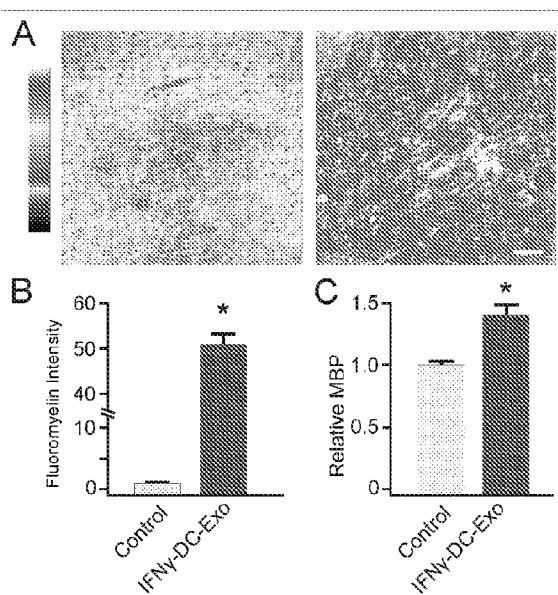 A
B
C
Fluoromyelin Intensity
60
50
40
10
0
*
Control
IFNγ-DC-Exo
Relative MBP
1.5
1.0
0.5
0
*
Control
IFNγ-DC-Exo